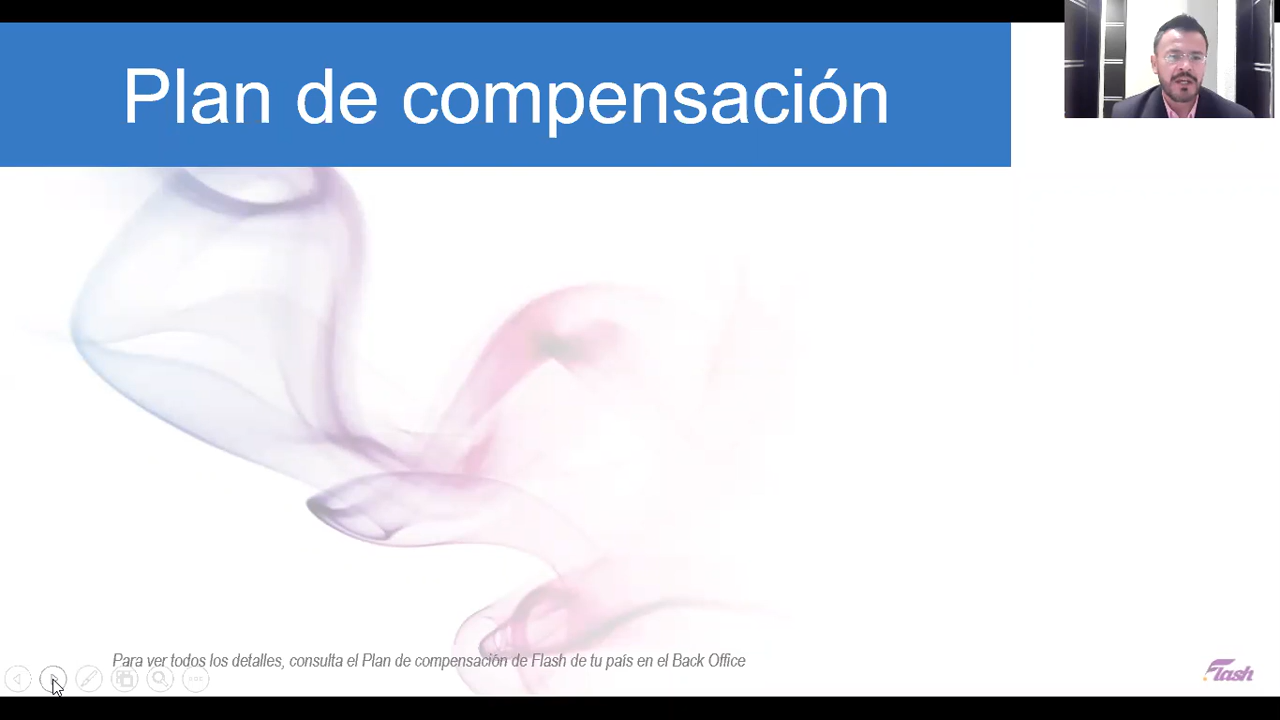 Plan de compensación
Para ver todos los detalles, consulta el Plan de compensación de Flash de tu país en el Back Office
Flash